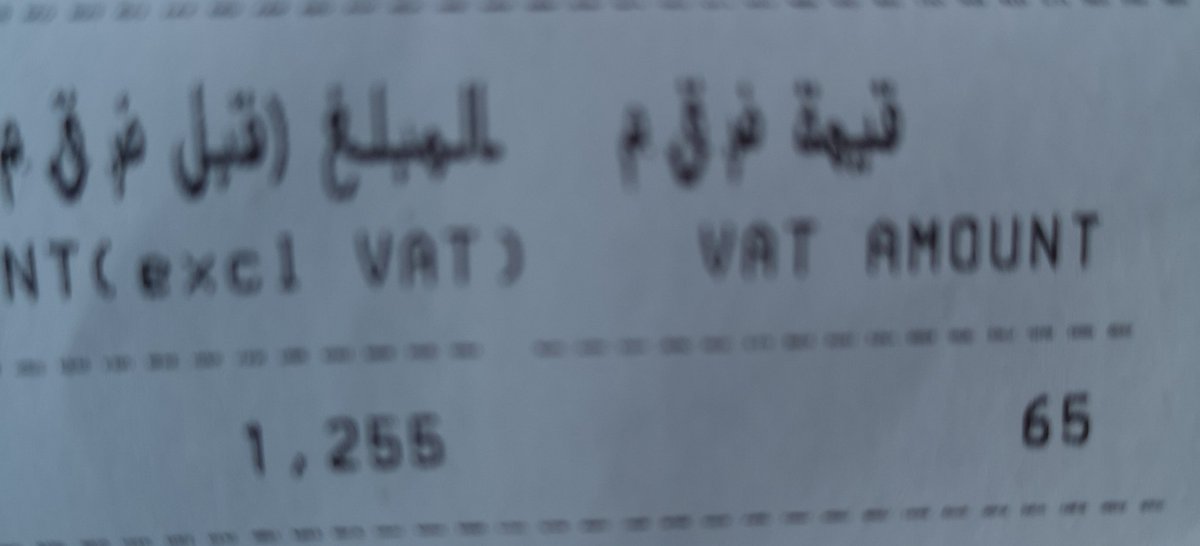 قيمة ض ق م المبلغ (قبل ض ق م
NT(excl VAT) VAT AMOUNT
1,255 65